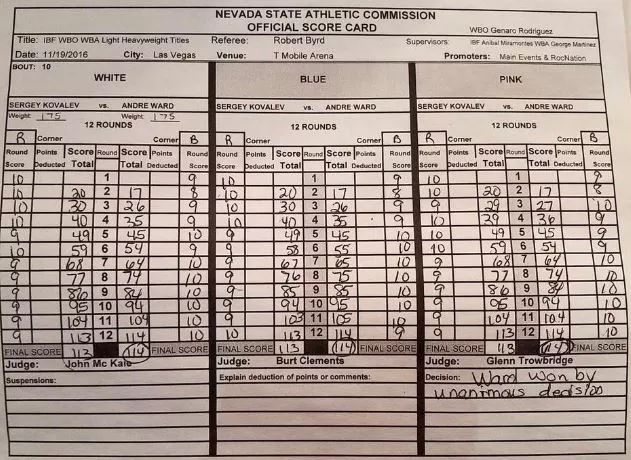 NEVADA STATE ATHLETIC COMMISSION
OFFICIAL SCORE CARD
WBO Genaro Rodriguez
Title: IBF WBO WBA Light Heavyweight Titles Referee: Robert Byrd Supervisors: IBF Anibal Miramontes WBA George Martinez
Date: 11/19/2016 City: Las Vegas Venue: T Mobile Arena Promoters: Main Events & RocNation
BOUT: 10
WHITE BLUE PINK
SERGEY KOVALEV vs. ANDRE WARD SERGEY KOVALEV vs. ANDRE WARD SERGEY KOVALEV vs. ANDRE WARD
Weight 175 Weight 175
12 ROUNDS 12 ROUNDS 12 ROUNDS
R Corner Corner B R Corner Corner B R Corner Corner B
Round Points Score Round Score Points Round Round Points Score Round Score Points Round Round Points Score Round Score Points Round
Score Deducted Total Total Deducted Score Score Deducted Total Total Deducted Score Score Deducted Total Total Deducted Score
10 1 9 10 1 9 10 1 9
10 20 2 17 8 10 20 2 17 8 10 20 2 17 8
10 30 3 26 9 10 30 3 26 9 9 29 3 27 10
10 40 4 35 9 10 40 4 35 9 10 39 4 36 9
9 49 5 45 10 9 49 5 45 10 10 49 5 45 9
10 59 6 54 9 9 58 6 55 10 10 59 6 54 9
9 68 7 64 10 9 67 7 65 10 9 68 7 64 10
9 77 8 74 10 9 76 8 75 10 9 77 8 74 10
9 86 9 84 10 9 85 9 85 10 9 86 9 84 10
9 95 10 94 10 9 94 10 95 10 9 95 10 94 10
9 104 11 104 10 9 103 11 105 10 9 104 11 104 10
9 113 12 114 10 10 113 12 114 9 9 113 12 114 10
FINAL SCORE 113 114 FINAL SCORE FINAL SCORE 113 114 FINAL SCORE FINAL SCORE 113 114 FINAL SCORE
Judge: John Mc Kaie Judge: Burt Clements Judge: Glenn Trowbridge
Suspensions: Explain deduction of points or comments: Decision: Ward won by
unanimous decision